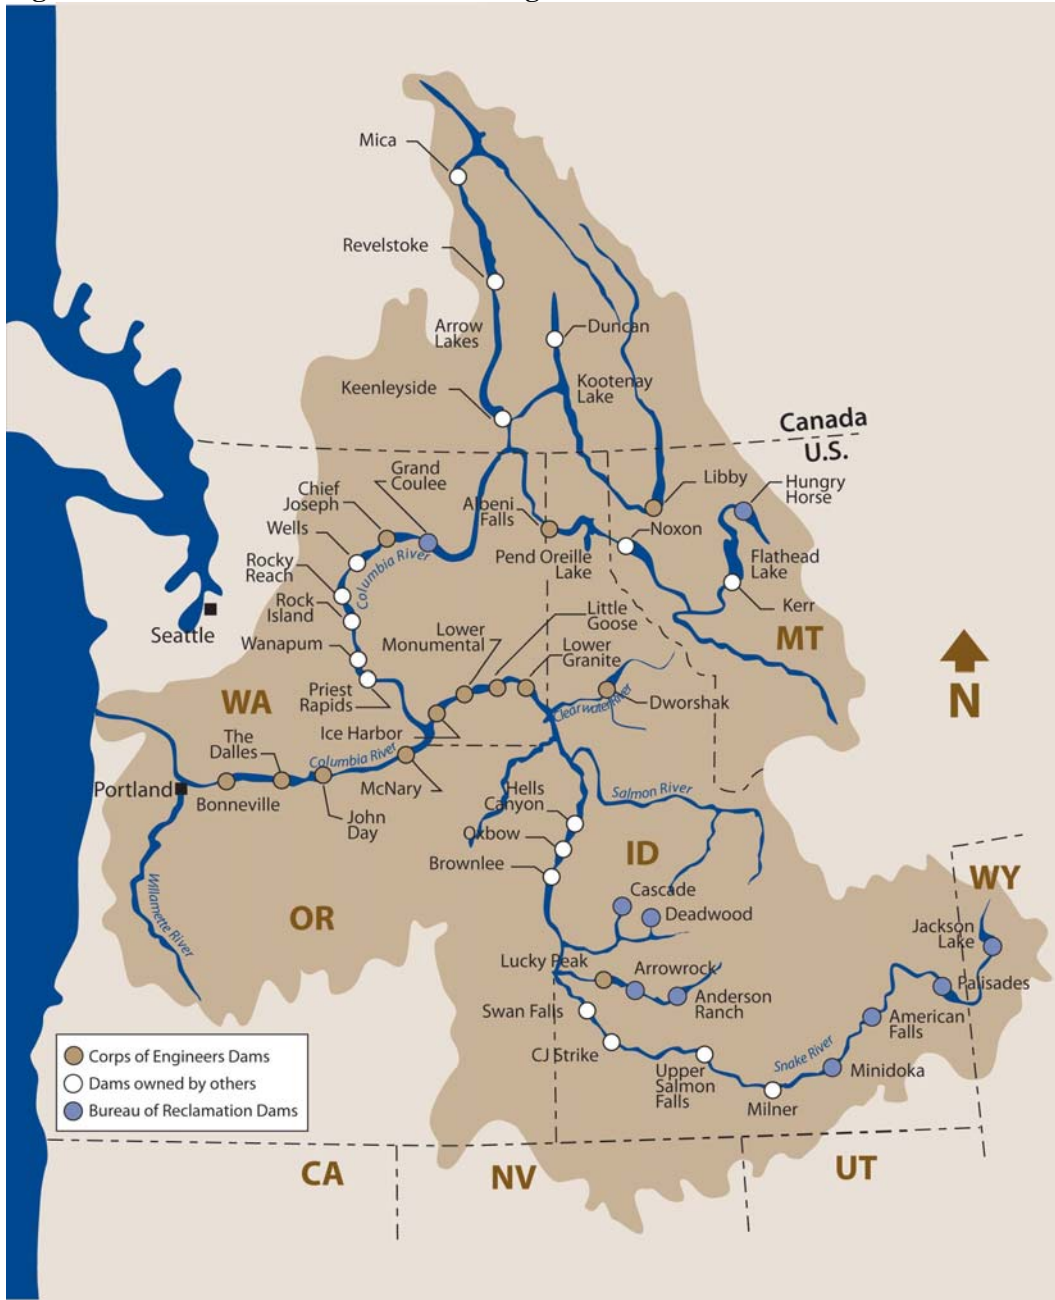 Mica
Revelstoke
Arrow
Lakes
Duncan
Keenleyside
Kootenay
Lake
Canada
U.S.
Grand
Coulee
Chief
Joseph
Albeni
Falls
Libby
Hungry
Horse
Wells
Noxon
Rocky
Reach
Columbia River
Pend Oreille
Lake
Flathead
Lake
Rock
Island
Kerr
Seattle
Little
Goose
Lower
Monumental
MT
Wanapum
Lower
Granite
Priest
Rapids
WA
Clearwater River
Dworshak
N
Ice Harbor
The
Dalles
Columbia River
Portland
Bonneville
McNary
John
Day
Hells
Canyon
Salmon River
Oxbow
ID
Brownlee
WY
Cascade
Deadwood
Willamette River
OR
Jackson
Lake
Lucky Peak
Arrowrock
Palisades
Anderson
Ranch
Swan Falls
American
Falls
CJ Strike
Snake River
Upper
Salmon
Falls
Minidoka
Milner
Corps of Engineers Dams
Dams owned by others
Bureau of Reclamation Dams
CA
NV
UT